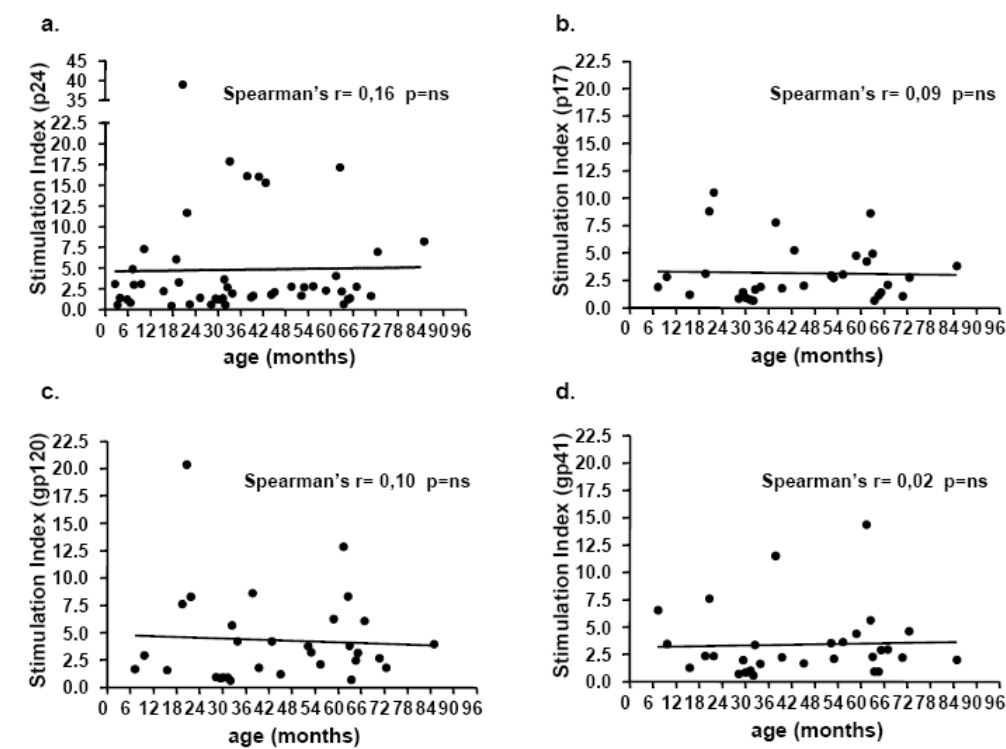 a.
Stimulation Index (p24)
45
40
35
22.5
20.0
17.5
15.0
12.5
10.0
7.5
5.0
2.5
0.0
Spearman's r= 0,16 p=ns
0 6 12 18 24 30 36 42 48 54 60 66 72 78 84 90 96
age (months)
b.
Stimulation Index (p17)
22.5
20.0
17.5
15.0
12.5
10.0
7.5
5.0
2.5
0.0
Spearman's r= 0,09 p=ns
0 6 12 18 24 30 36 42 48 54 60 66 72 78 84 90 96
age (months)
c.
Stimulation Index (gp120)
22.5
20.0
17.5
15.0
12.5
10.0
7.5
5.0
2.5
0.0
Spearman's r= 0,10 p=ns
0 6 12 18 24 30 36 42 48 54 60 66 72 78 84 90 96
age (months)
d.
Stimulation Index (gp41)
22.5
20.0
17.5
15.0
12.5
10.0
7.5
5.0
2.5
0.0
Spearman's r= 0,02 p=ns
0 6 12 18 24 30 36 42 48 54 60 66 72 78 84 90 96
age (months)